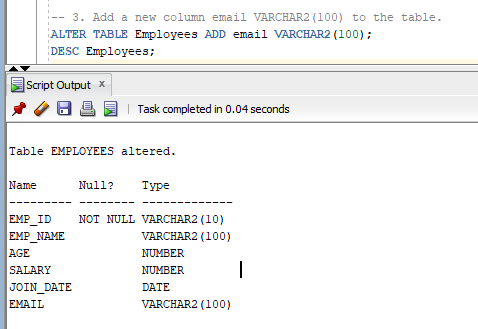 -- 3. Add a new column email VARCHAR2(100) to the table.
ALTER TABLE Employees ADD email VARCHAR2(100);
DESC Employees;
Script Output x
Task completed in 0.04 seconds
Table EMPLOYEES altered.
Name      Null?    Type
--------- -------- -------------
EMP_ID    NOT NULL VARCHAR2(10)
EMP_NAME           VARCHAR2(100)
AGE                NUMBER
SALARY             NUMBER
JOIN_DATE          DATE
EMAIL              VARCHAR2(100)